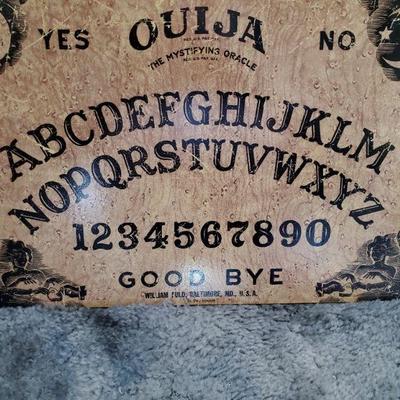 YES OUIJA NO
THE MYSTIFYING ORACLE
ABCDEFGHIJKLM
NOPQRSTUVWXYZ
1234567890
GOOD BYE
WILLIAM FULD, BALTIMORE, MD., U.S.A.